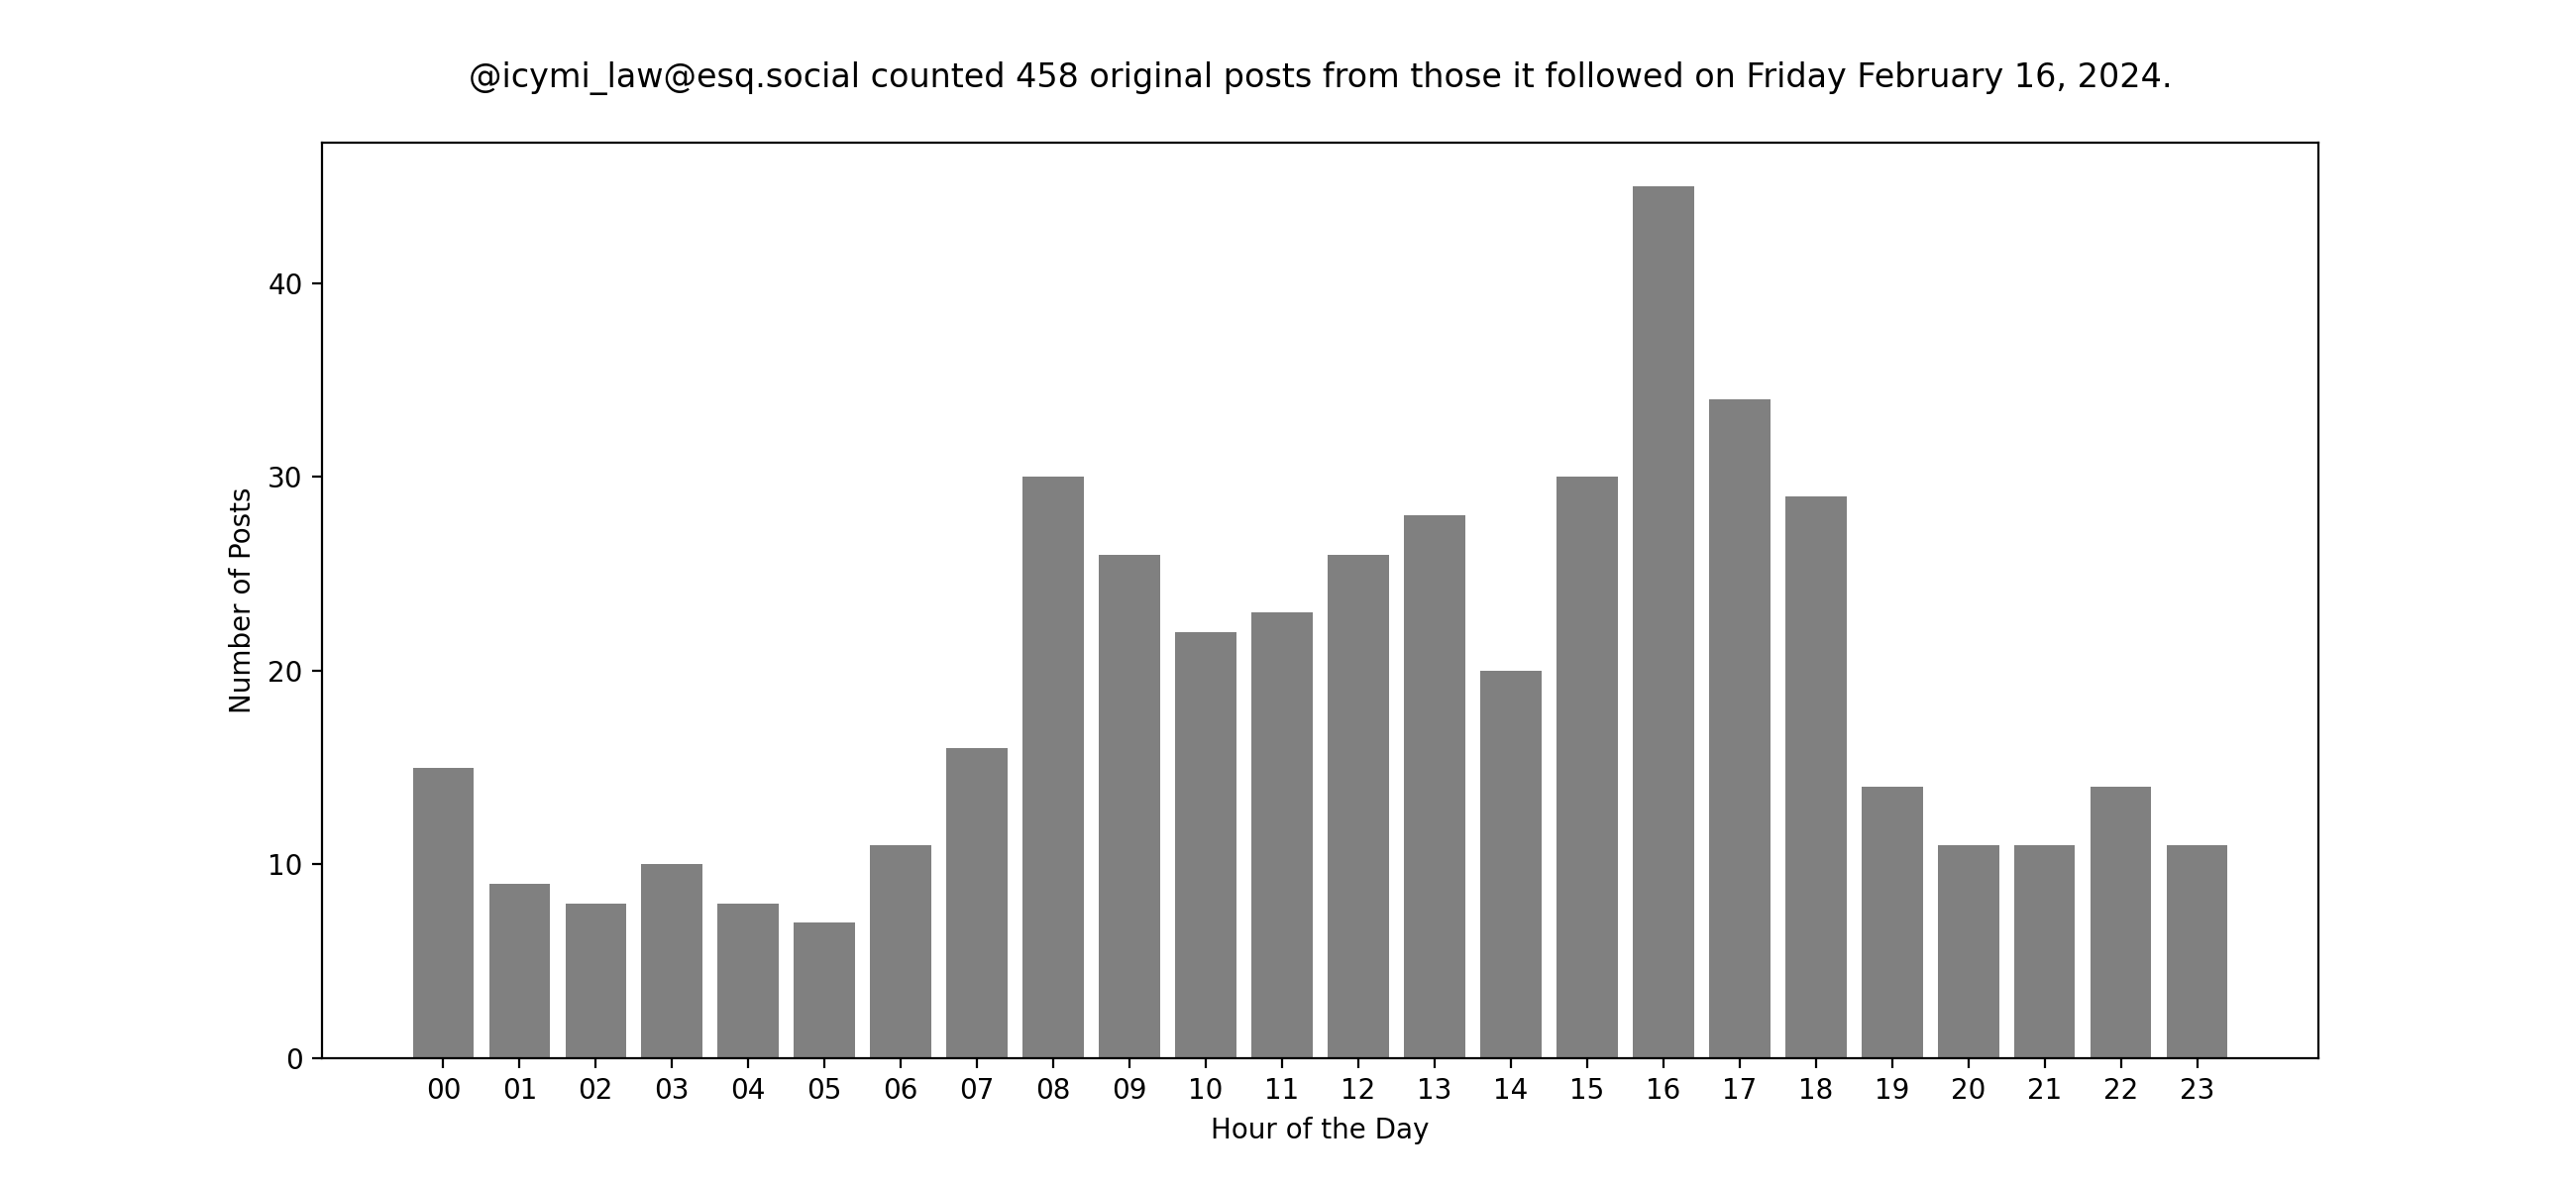 @icymi_law@esq.social counted 458 original posts from those it followed on Friday February 16, 2024.
Number of Posts
40
30
20
10
0
00 01 02 03 04 05 06 07 08 09 10 11 12 13 14 15 16 17 18 19 20 21 22 23
Hour of the Day